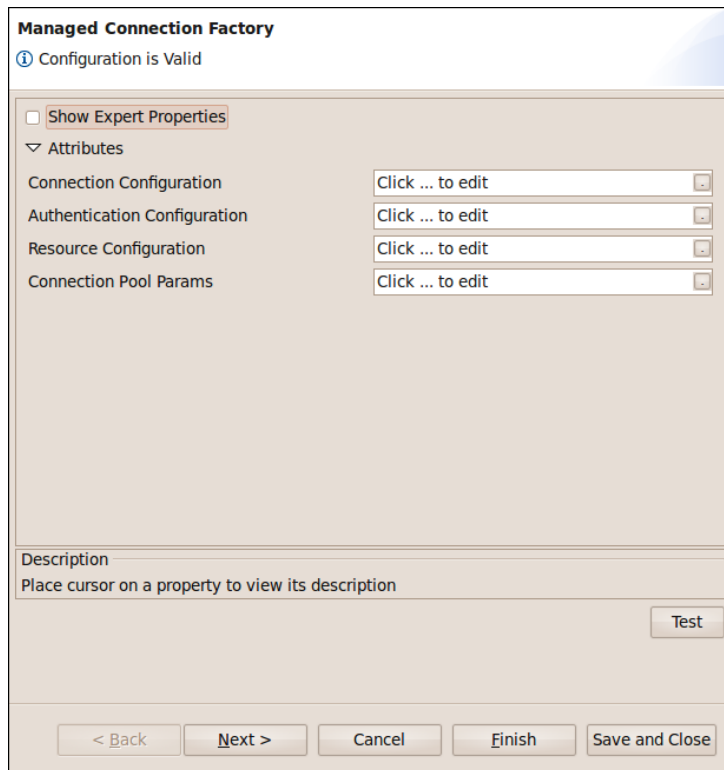 Managed Connection Factory
Configuration is Valid
Show Expert Properties
Attributes
Connection Configuration Click ... to edit .
Authentication Configuration Click ... to edit .
Resource Configuration Click ... to edit .
Connection Pool Params Click ... to edit .
Description
Place cursor on a property to view its description
Test
< Back Next > Cancel Finish Save and Close